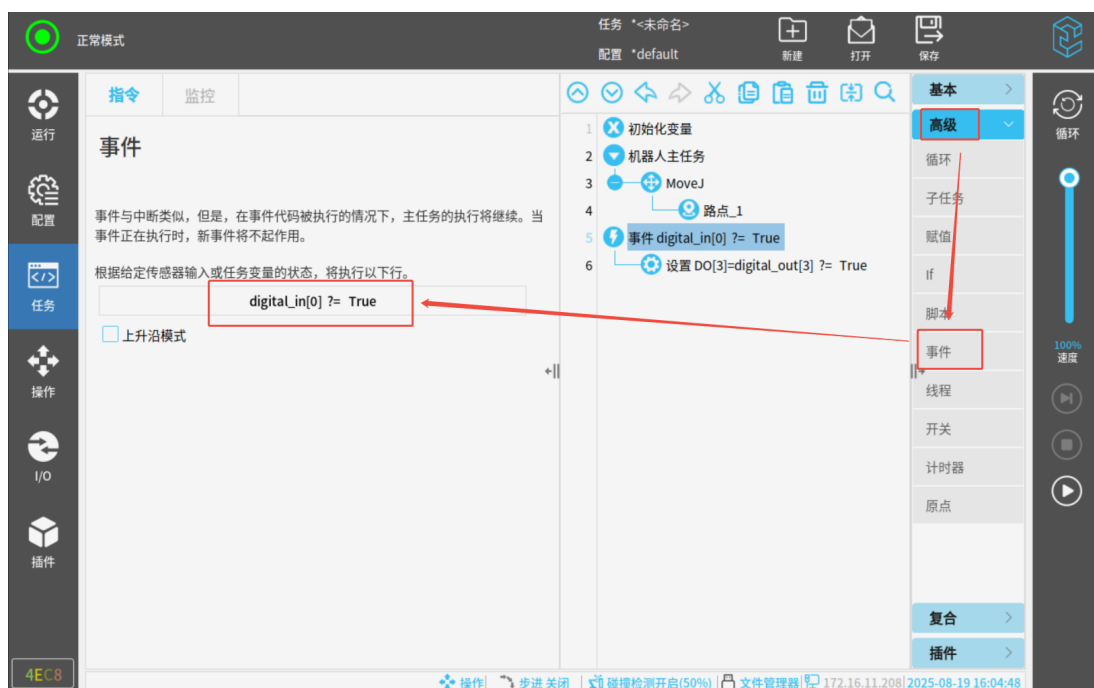 正常模式
任务 *<未命名>
配置 *default
新建
打开
保存
运行
配置
任务
操作
I/O
插件
4EC8
指令
监控
事件
事件与中断类似，但是，在事件代码被执行的情况下，主任务的执行将继续。当
事件正在执行时，新事件将不起作用。
根据给定传感器输入或任务变量的状态，将执行以下行。
digital_in[0] ?= True
上升沿模式
1 初始化变量
2 机器人主任务
3 MoveJ
4 路点_1
5 事件 digital_in[0] ?= True
6 设置 DO[3]=digital_out[3] ?= True
基本
高级
循环
子任务
赋值
If
脚本
事件
线程
开关
计时器
原点
复合
插件
循环
100%
速度
操作 步进 关闭 碰撞检测开启(50%) 文件管理器 172.16.11.208 2025-08-19 16:04:48